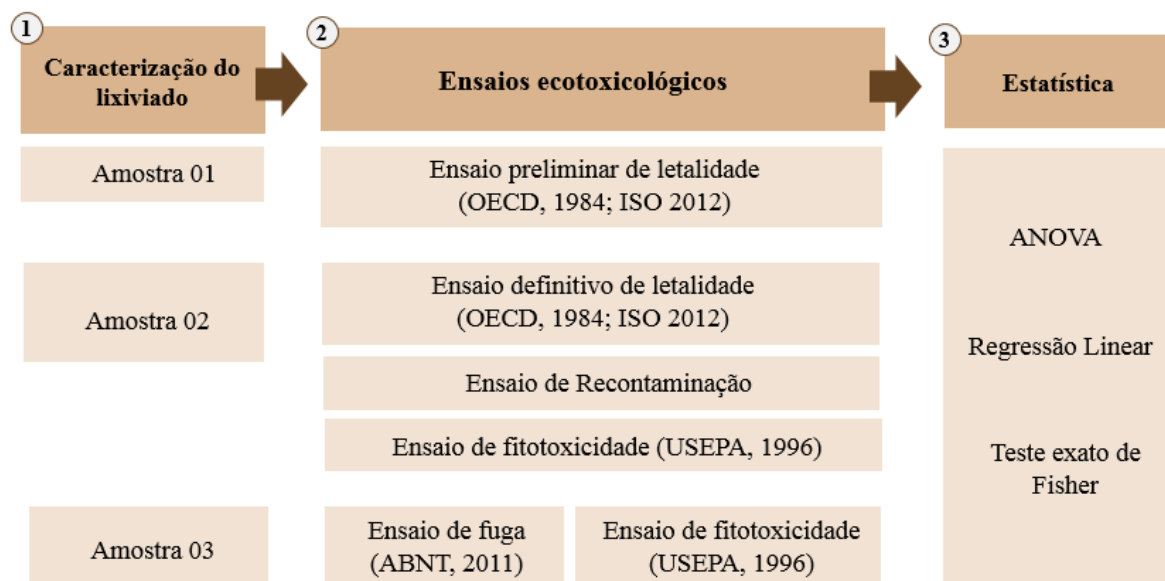 1
Caracterização do
lixiviado
2
Ensaios ecotoxicológicos
3
Estatística
Amostra 01
Ensaio preliminar de letalidade
(OECD, 1984; ISO 2012)
Amostra 02
Ensaio definitivo de letalidade
(OECD, 1984; ISO 2012)
Ensaio de Recontaminação
Ensaio de fitotoxicidade (USEPA, 1996)
Amostra 03
Ensaio de fuga
(ABNT, 2011)
Ensaio de fitotoxicidade
(USEPA, 1996)
ANOVA
Regressão Linear
Teste exato de
Fisher